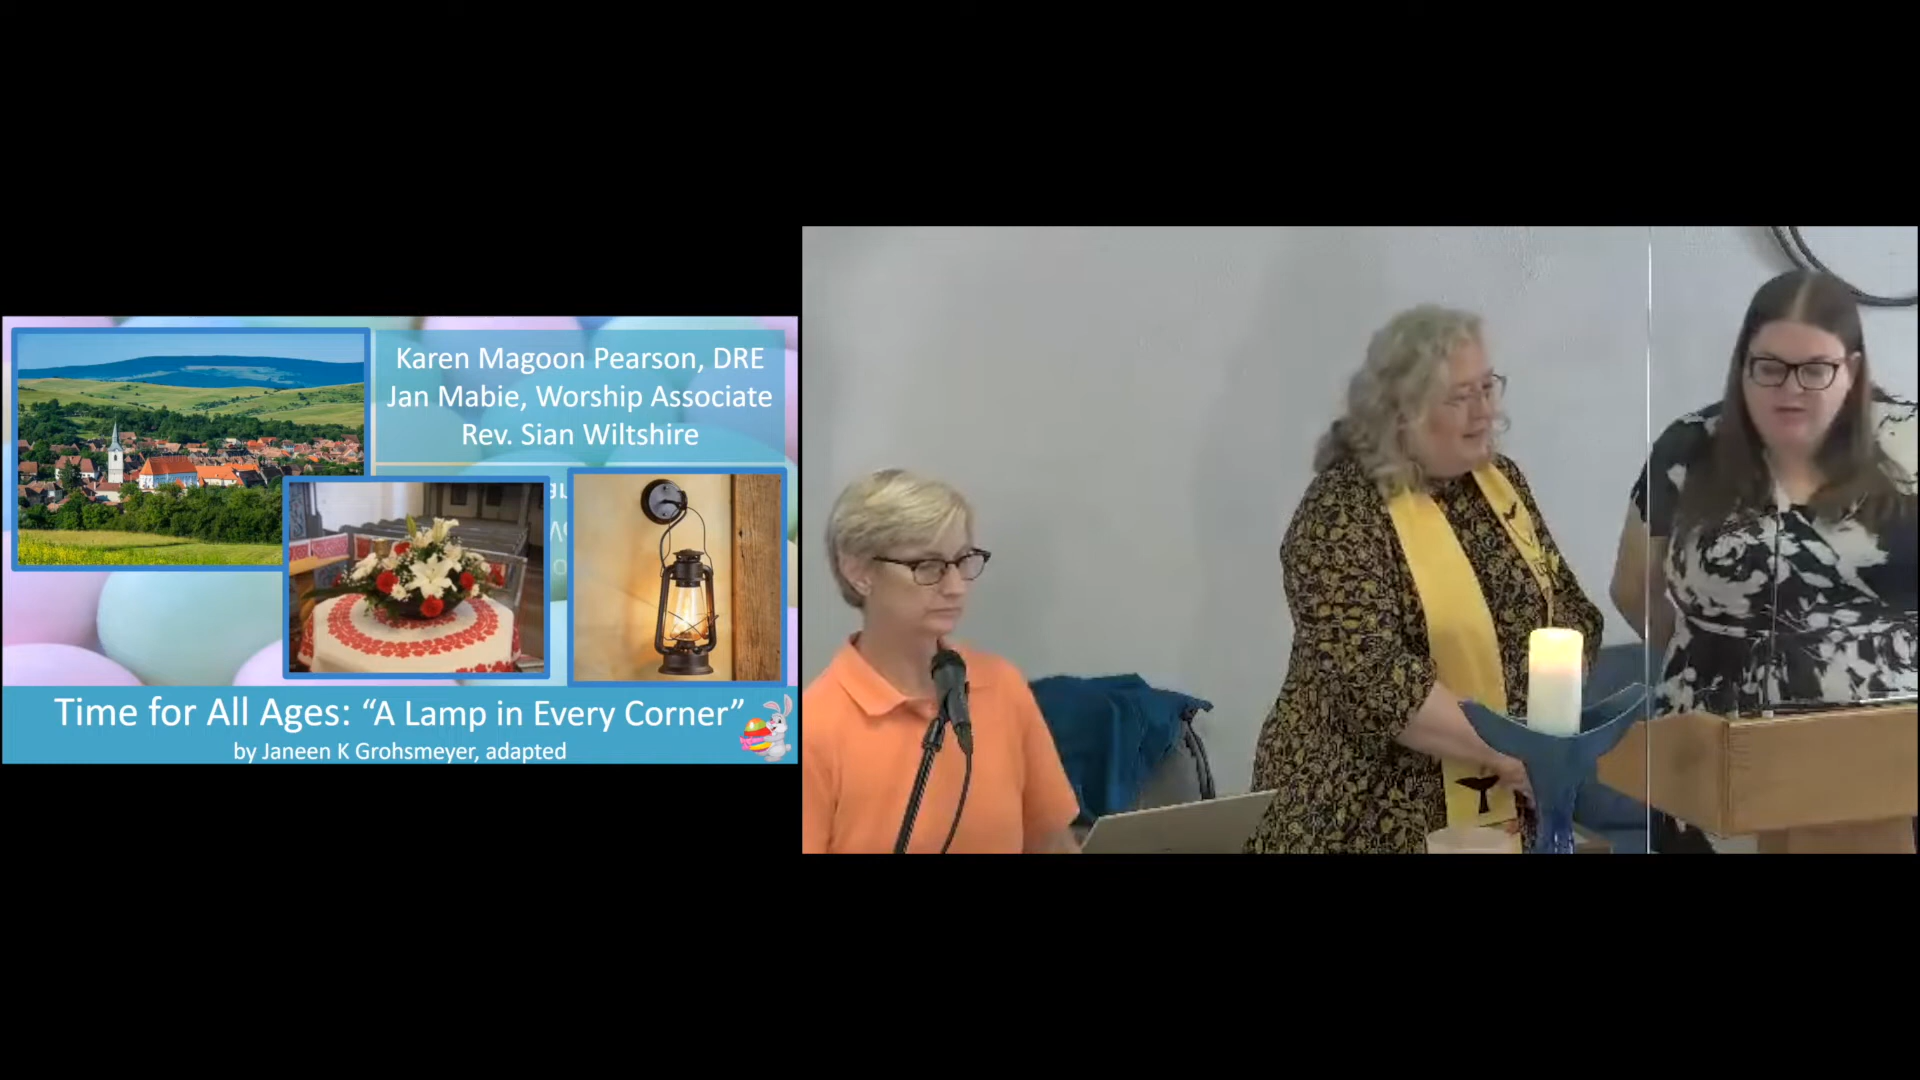 Karen Magoon Pearson, DRE
Jan Mabie, Worship Associate
Rev. Sian Wiltshire
Time for All Ages: “A Lamp in Every Corner”
by Janeen K Grohsmeyer, adapted